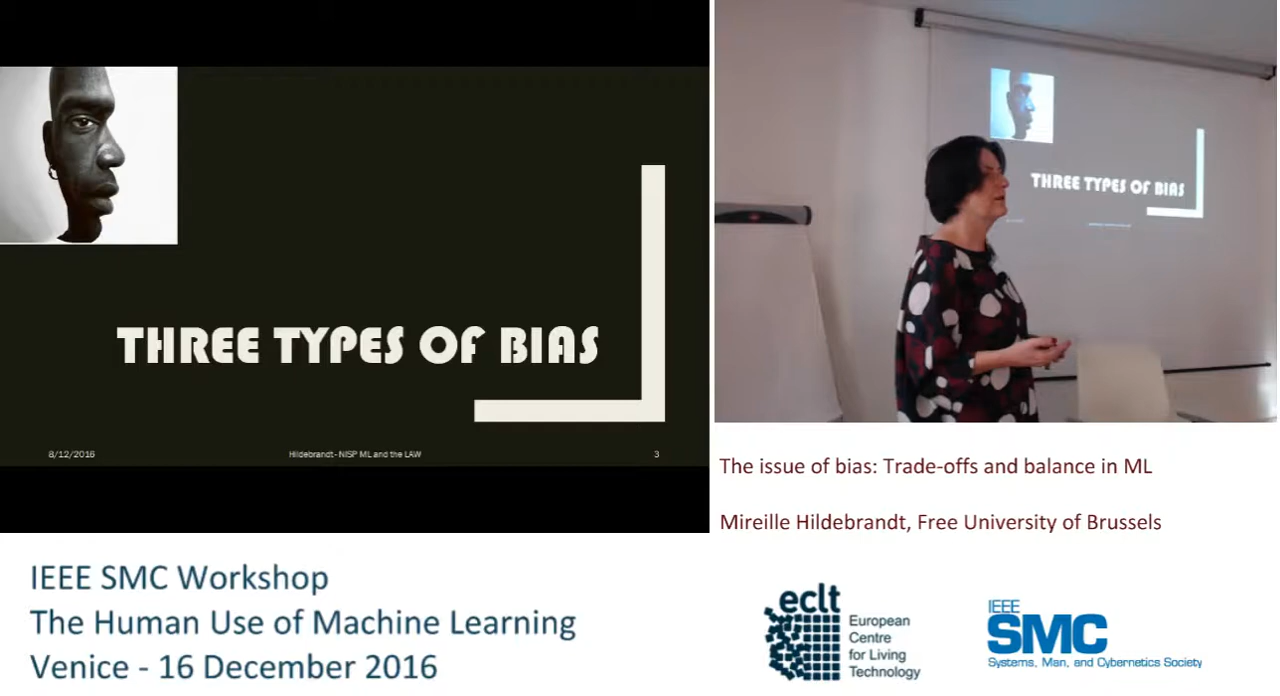 THREE TYPES OF BIAS
8/12/2016
Hildebrandt - NISP ML and the LAW
3
THREE TYPES OF BIAS
The issue of bias: Trade-offs and balance in ML
Mireille Hildebrandt, Free University of Brussels
IEEE SMC Workshop
The Human Use of Machine Learning
Venice - 16 December 2016
eclt
European
Centre
for Living
Technology
IEEE
SMC
Systems, Man, and Cybernetics Society